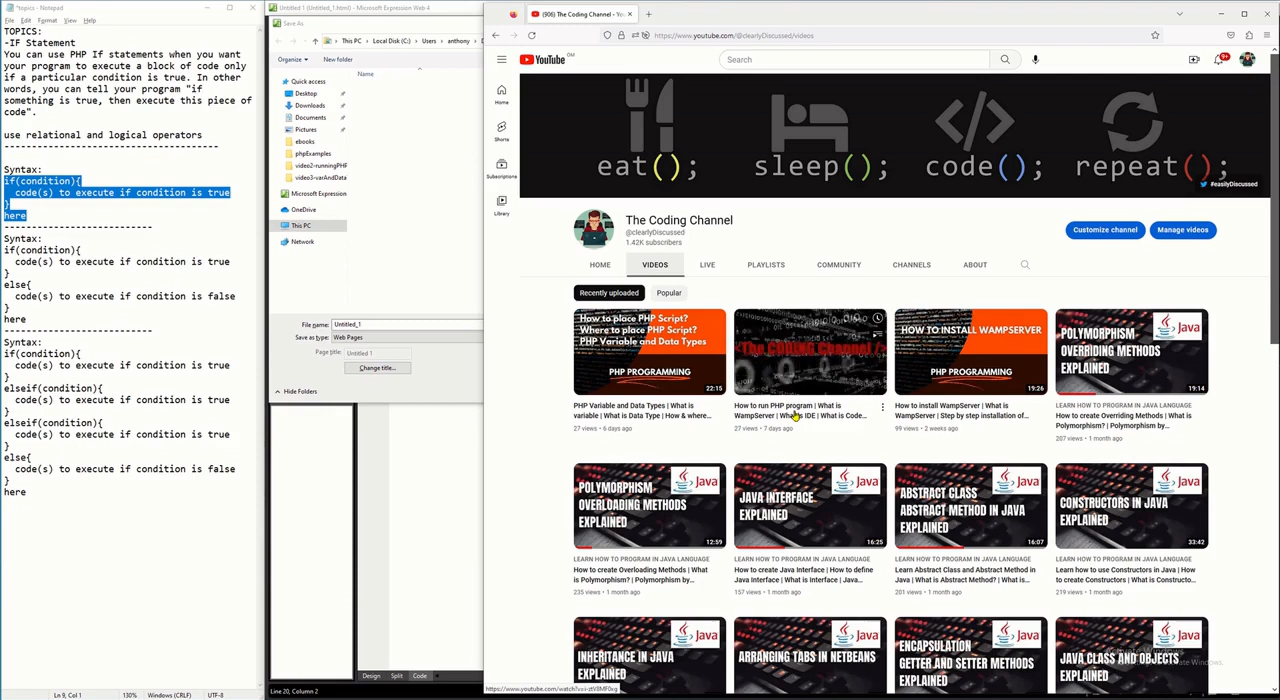 *topics - Notepad
File Edit Format View Help
TOPICS:
-IF Statement
You can use PHP If statements when you want
your program to execute a block of code only
if a particular condition is true. In other
words, you can tell your program "if
something is true, then execute this piece of
code".
use relational and logical operators
--------------------------------------
Syntax:
if(condition){
code(s) to execute if condition is true
}
here
--------------------------
Syntax:
if(condition){
code(s) to execute if condition is true
}
else{
code(s) to execute if condition is false
}
here
--------------------------
Syntax:
if(condition){
code(s) to execute if condition is true
}
elseif(condition){
code(s) to execute if condition is true
}
elseif(condition){
code(s) to execute if condition is true
}
else{
code(s) to execute if condition is false
}
here
Ln 9, Col 1 130% Windows (CRLF) UTF-8
Untitled 1 (Untitled_1.html) - Microsoft Expression Web 4
Save As
This PC > Local Disk (C:) > Users > anthony >
Organize New folder
Name
Quick access
Desktop
Downloads
Documents
Pictures
ebooks
phpExamples
video2-runningPHP
video3-varAndData
Microsoft Expression
OneDrive
This PC
Network
File name: Untitled_1
Save as type: Web Pages
Page title: Untitled 1
Change title...
Hide Folders
Design Split Code
Line 20, Column 2
(906) The Coding Channel - You
https://www.youtube.com/@clearlyDiscussed/videos
YouTube
Search
9+
Home
Shorts
Subscriptions
Library
eat(); sleep(); code(); repeat();
#easilyDiscussed
The Coding Channel
@clearlyDiscussed
1.42K subscribers
Customize channel
Manage videos
HOME VIDEOS LIVE PLAYLISTS COMMUNITY CHANNELS ABOUT
Recently uploaded Popular
How to place PHP Script?
Where to place PHP Script?
PHP Variable and Data Types
PHP PROGRAMMING
22:15
PHP Variable and Data Types | What is
variable | What is Data Type | How & where...
27 views • 6 days ago
<The CODING Channel />
How to run PHP program | What is
WampServer | What is IDE | What is Code...
27 views • 7 days ago
HOW TO INSTALL WAMPSERVER
PHP PROGRAMMING
19:26
How to install WampServer | What is
WampServer | Step by step installation of...
99 views • 2 weeks ago
POLYMORPHISM
OVERRIDING METHODS
EXPLAINED
Java
19:14
LEARN HOW TO PROGRAM IN JAVA LANGUAGE
How to create Overriding Methods | What is
Polymorphism? | Polymorphism by...
207 views • 1 month ago
POLYMORPHISM
OVERLOADING METHODS
EXPLAINED
Java
12:59
LEARN HOW TO PROGRAM IN JAVA LANGUAGE
How to create Overloading Methods | What
is Polymorphism? | Polymorphism by...
235 views • 1 month ago
JAVA INTERFACE
EXPLAINED
Java
16:25
LEARN HOW TO PROGRAM IN JAVA LANGUAGE
How to create Java Interface | How to define
Java Interface | What is Interface | Java...
157 views • 1 month ago
ABSTRACT CLASS
ABSTRACT METHOD IN JAVA
EXPLAINED
Java
16:07
LEARN HOW TO PROGRAM IN JAVA LANGUAGE
Learn Abstract Class and Abstract Method in
Java | What is Abstract Method? | What is...
201 views • 1 month ago
CONSTRUCTORS IN JAVA
EXPLAINED
Java
33:42
LEARN HOW TO PROGRAM IN JAVA LANGUAGE
Learn how to use Constructors in Java | How
to create Constructors | What is Constructo...
219 views • 1 month ago
INHERITANCE IN JAVA
EXPLAINED
Java
ARRANGING TABS IN NETBEANS
Java
ENCAPSULATION
GETTER AND SETTER METHODS
Java
JAVA CLASS AND OBJECTS
EXPLAINED
Java
Activate Windows